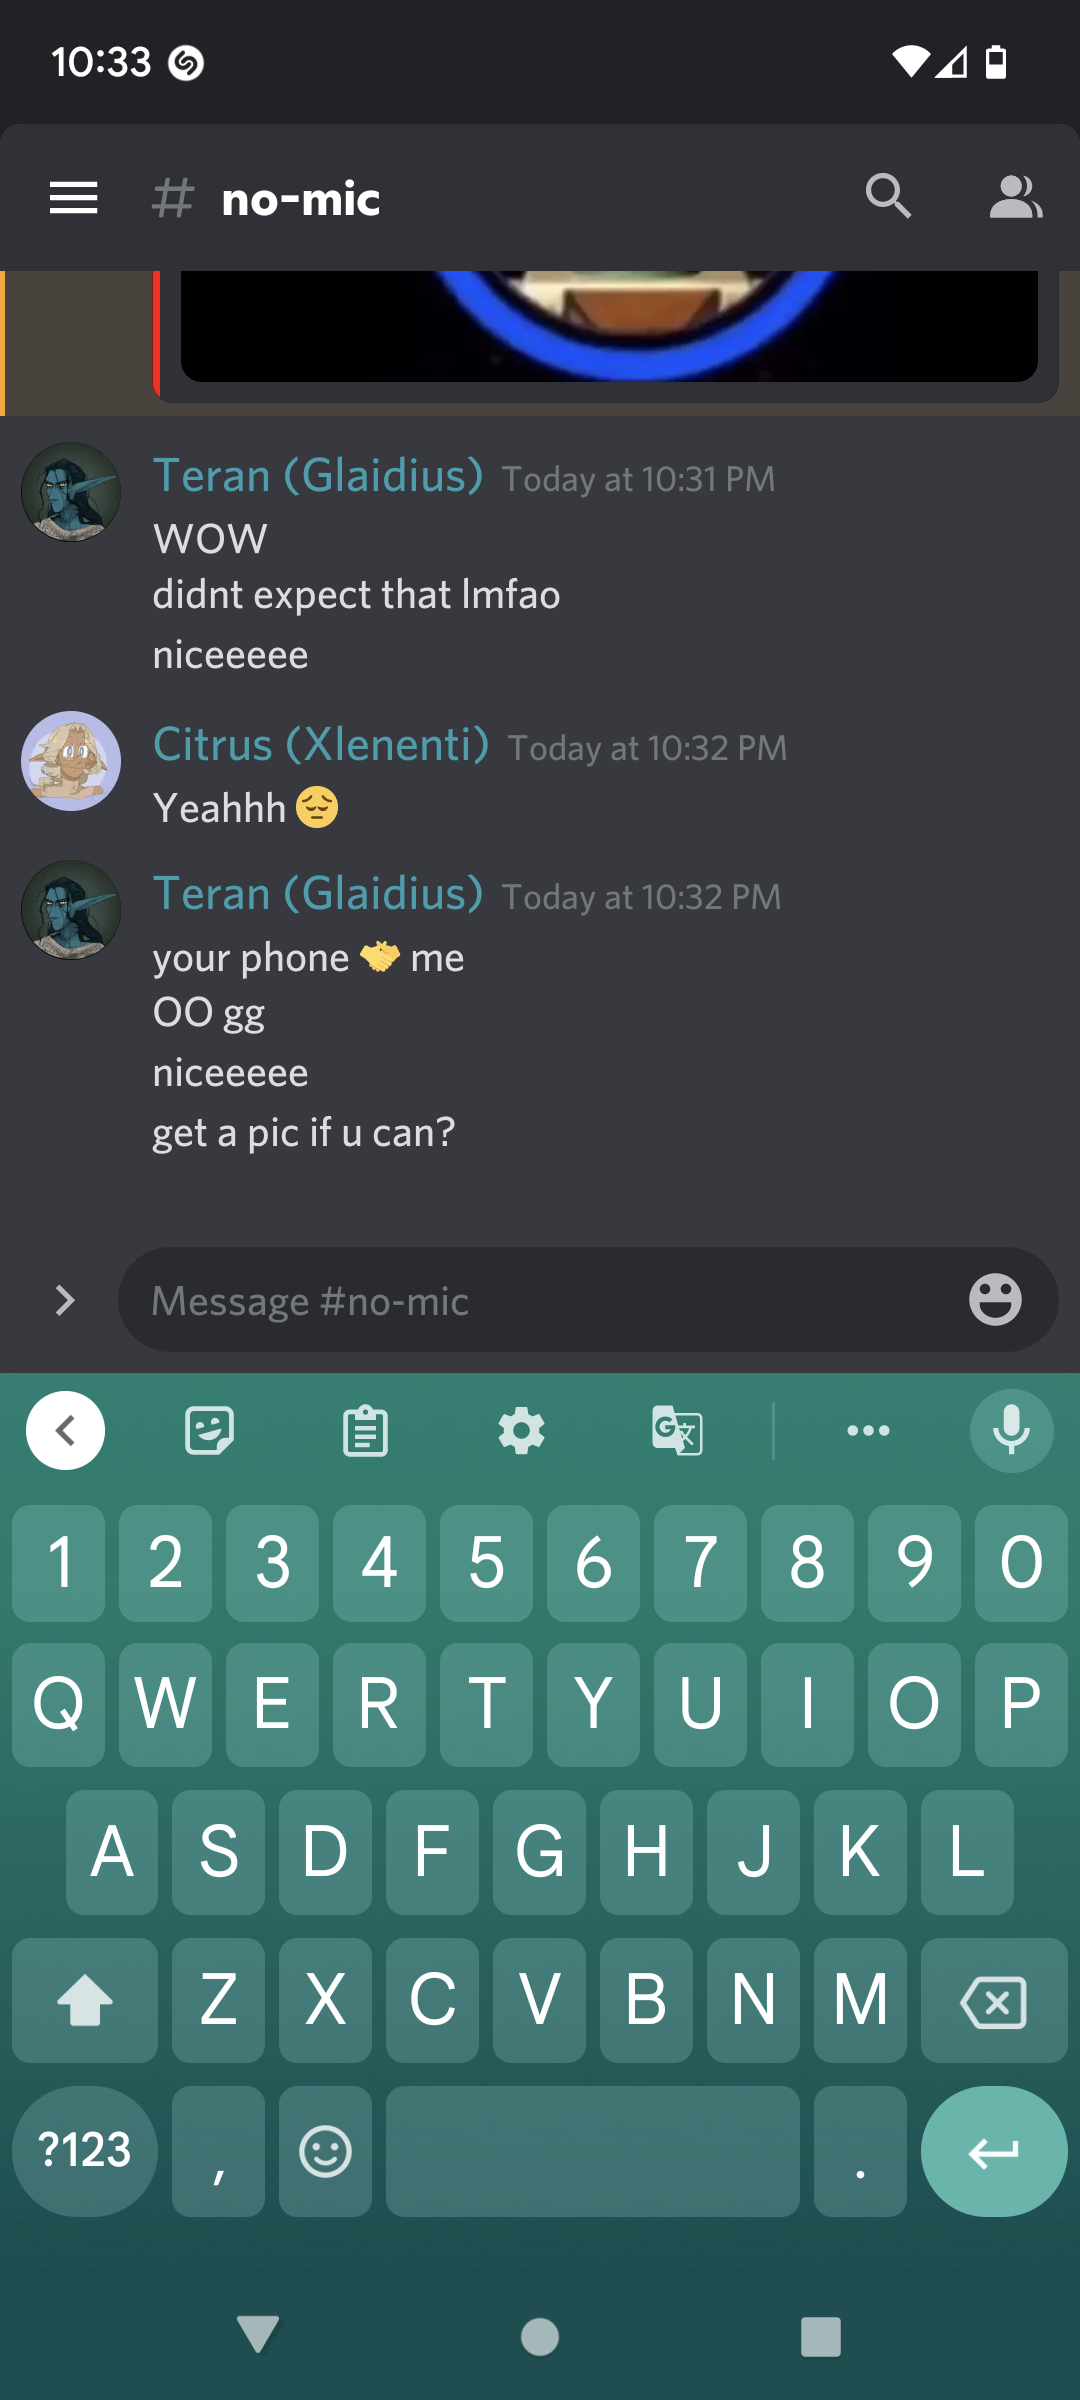 10:33
# no-mic
Teran (Glaidius) Today at 10:31 PM
WOW
didnt expect that lmfao
niceeeee
Citrus (Xlenenti) Today at 10:32 PM
Yeahhh 😔
Teran (Glaidius) Today at 10:32 PM
your phone 🤝 me
OO gg
niceeeee
get a pic if u can?
Message #no-mic
1 2 3 4 5 6 7 8 9 0
Q W E R T Y U I O P
A S D F G H J K L
Z X C V B N M
?123 , .